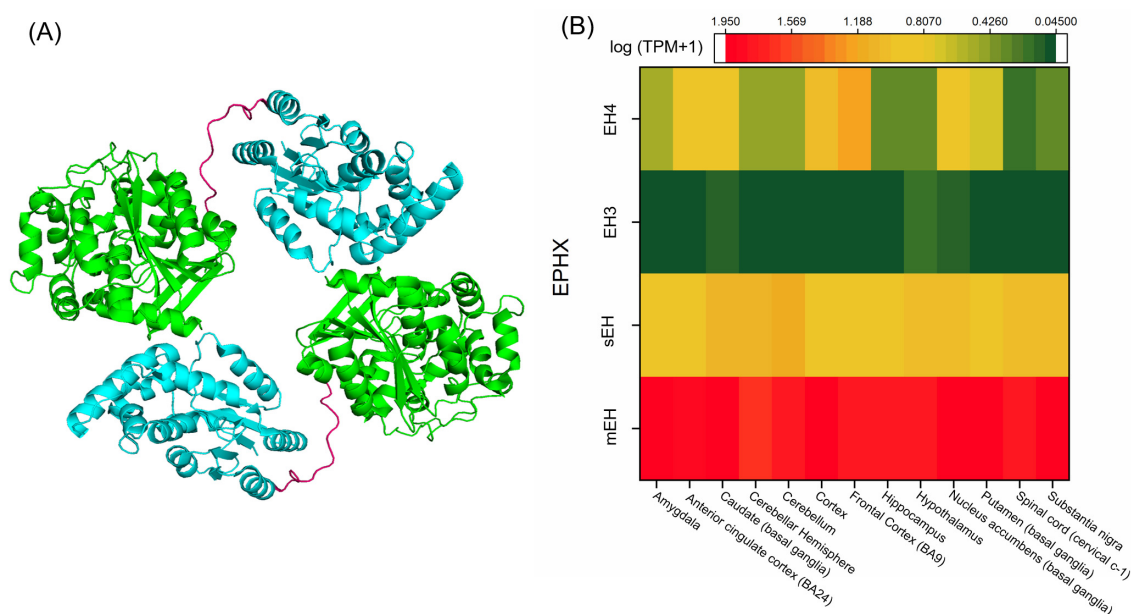 (A)
(B)
1.950 1.569 1.188 0.8070 0.4260 0.04500
log (TPM+1)
EPHX
EH4
EH3
sEH
mEH
Amygdala
Anterior cingulate cortex (BA24)
Caudate (basal ganglia)
Cerebellar Hemisphere
Cerebellum
Cortex
Frontal Cortex (BA9)
Hippocampus
Hypothalamus
Nucleus accumbens (basal ganglia)
Putamen (basal ganglia)
Spinal cord (cervical c-1)
Substantia nigra